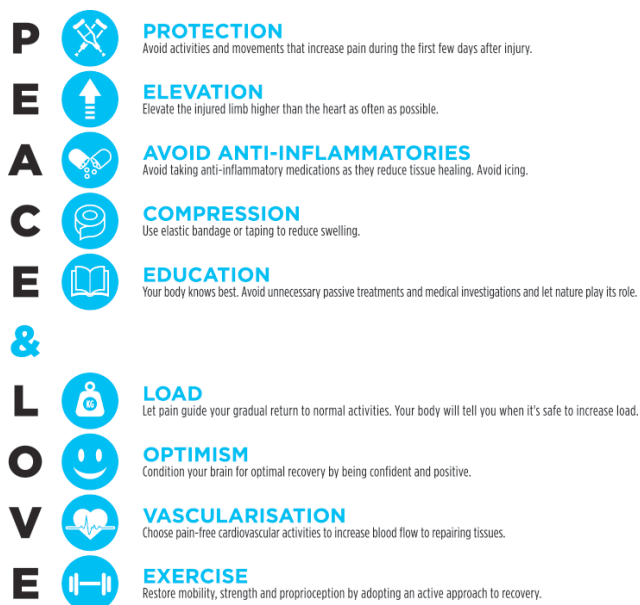 P
PROTECTION
Avoid activities and movements that increase pain during the first few days after injury.
E
ELEVATION
Elevate the injured limb higher than the heart as often as possible.
A
AVOID ANTI-INFLAMMATORIES
Avoid taking anti-inflammatory medications as they reduce tissue healing. Avoid icing.
C
COMPRESSION
Use elastic bandage or taping to reduce swelling.
E
EDUCATION
Your body knows best. Avoid unnecessary passive treatments and medical investigations and let nature play its role.
&
L
KG
LOAD
Let pain guide your gradual return to normal activities. Your body will tell you when it's safe to increase load.
O
OPTIMISM
Condition your brain for optimal recovery by being confident and positive.
V
VASCULARISATION
Choose pain-free cardiovascular activities to increase blood flow to repairing tissues.
E
EXERCISE
Restore mobility, strength and proprioception by adopting an active approach to recovery.